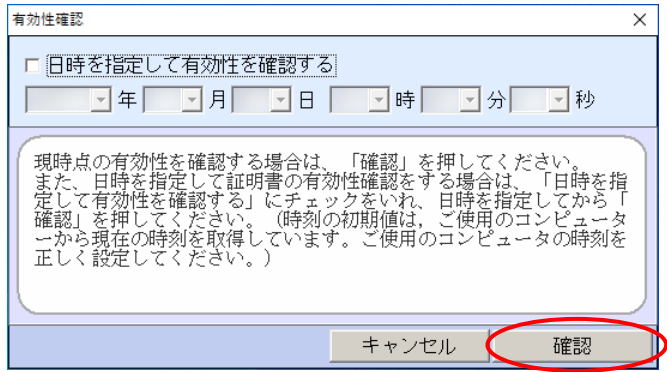 有効性確認
日時を指定して有効性を確認する
年 月 日 時 分 秒
現時点の有効性を確認する場合は、「確認」を押してください。
また、日時を指定して証明書の有効性確認をする場合は、「日時を指
定して有効性を確認する」にチェックをいれ、日時を指定してから「
確認」を押してください。（時刻の初期値は，ご使用のコンピュータ
ーから現在の時刻を取得しています。ご使用のコンピュータの時刻を
正しく設定してください。）
キャンセル 確認